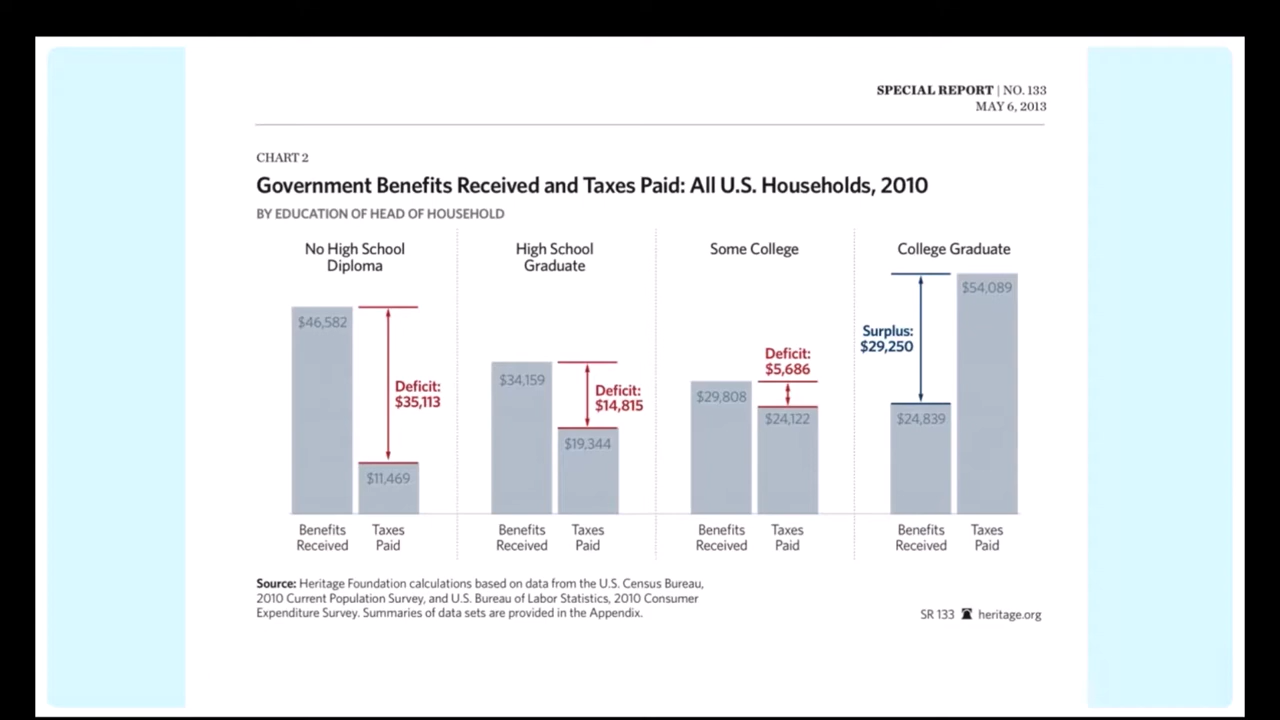 SPECIAL REPORT | NO. 133
MAY 6, 2013
CHART 2
Government Benefits Received and Taxes Paid: All U.S. Households, 2010
BY EDUCATION OF HEAD OF HOUSEHOLD
No High School
Diploma
$46,582
Deficit:
$35,113
$11,469
Benefits
Received
Taxes
Paid
High School
Graduate
$34,159
Deficit:
$14,815
$19,344
Benefits
Received
Taxes
Paid
Some College
Deficit:
$5,686
$29,808
$24,122
Benefits
Received
Taxes
Paid
College Graduate
$54,089
Surplus:
$29,250
$24,839
Benefits
Received
Taxes
Paid
Source: Heritage Foundation calculations based on data from the U.S. Census Bureau,
2010 Current Population Survey, and U.S. Bureau of Labor Statistics, 2010 Consumer
Expenditure Survey. Summaries of data sets are provided in the Appendix.
SR 133 heritage.org